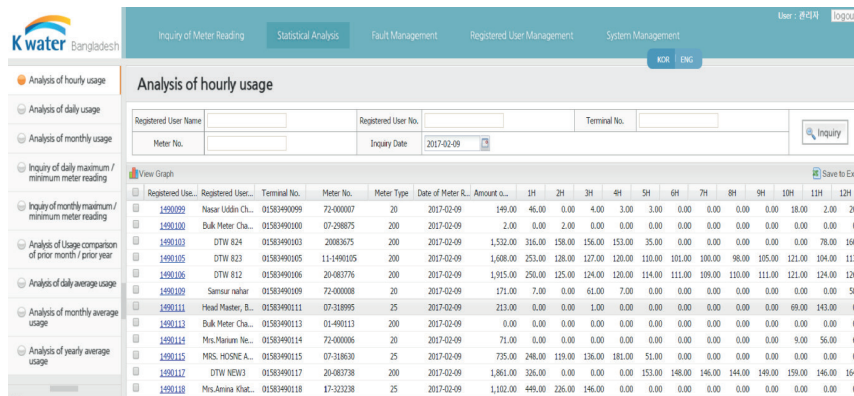 User : 관리자 logou
K water Bangladesh
Inquiry of Meter Reading Statistical Analysis Fault Management Registered User Management System Management
KOR ENG
Analysis of hourly usage
Analysis of daily usage
Analysis of monthly usage
Inquiry of daily maximum /
minimum meter reading
Inquiry of monthly maximum /
minimum meter reading
Analysis of Usage comparison
of prior month / prior year
Analysis of daily average usage
Analysis of monthly average
usage
Analysis of yearly average
usage
Analysis of hourly usage
Registered User Name Registered User No. Terminal No.
Meter No. Inquiry Date 2017-02-09
Inquiry
View Graph Save to Ex
Registered Use... Registered User... Terminal No. Meter No. Meter Type Date of Meter R... Amount o... 1H 2H 3H 4H 5H 6H 7H 8H 9H 10H 11H 12H
1490099 Nasar Uddin Ch... 01583490099 72-000007 20 2017-02-09 149.00 46.00 0.00 4.00 3.00 3.00 0.00 0.00 0.00 0.00 18.00 2.00
1490100 Bulk Meter Cha... 01583490100 07-298875 200 2017-02-09 2.00 0.00 2.00 0.00 0.00 0.00 0.00 0.00 0.00 0.00 0.00 0.00
1490103 DTW 824 01583490103 20083675 200 2017-02-09 1,532.00 316.00 158.00 156.00 153.00 35.00 0.00 0.00 0.00 0.00 0.00 78.00
1490105 DTW 823 01583490105 11-1490105 200 2017-02-09 1,608.00 253.00 128.00 127.00 120.00 110.00 101.00 100.00 98.00 105.00 121.00 104.00
1490106 DTW 812 01583490106 20-083776 200 2017-02-09 1,915.00 250.00 125.00 124.00 120.00 114.00 111.00 109.00 110.00 111.00 121.00 124.00
1490109 Samsur nahar 01583490109 72-000008 20 2017-02-09 171.00 7.00 0.00 61.00 7.00 0.00 0.00 0.00 0.00 0.00 0.00 0.00
1490111 Head Master, B... 01583490111 07-318995 25 2017-02-09 213.00 0.00 0.00 1.00 0.00 0.00 0.00 0.00 0.00 0.00 69.00 143.00
1490113 Bulk Meter Cha... 01583490113 01-490113 200 2017-02-09 0.00 0.00 0.00 0.00 0.00 0.00 0.00 0.00 0.00 0.00 0.00 0.00
1490114 Mrs.Marium Ne... 01583490114 72-000006 20 2017-02-09 71.00 0.00 0.00 0.00 0.00 0.00 0.00 0.00 0.00 0.00 9.00 56.00
1490115 MRS. HOSNE A... 01583490115 07-318630 25 2017-02-09 735.00 248.00 119.00 136.00 181.00 51.00 0.00 0.00 0.00 0.00 0.00 0.00
1490117 DTW NEW3 01583490117 20-083738 200 2017-02-09 1,861.00 326.00 0.00 0.00 0.00 153.00 148.00 146.00 144.00 149.00 159.00 146.00
1490118 Mrs.Amina Khat... 01583490118 17-323238 25 2017-02-09 1,102.00 449.00 226.00 146.00 0.00 0.00 0.00 0.00 0.00 0.00 0.00 0.00